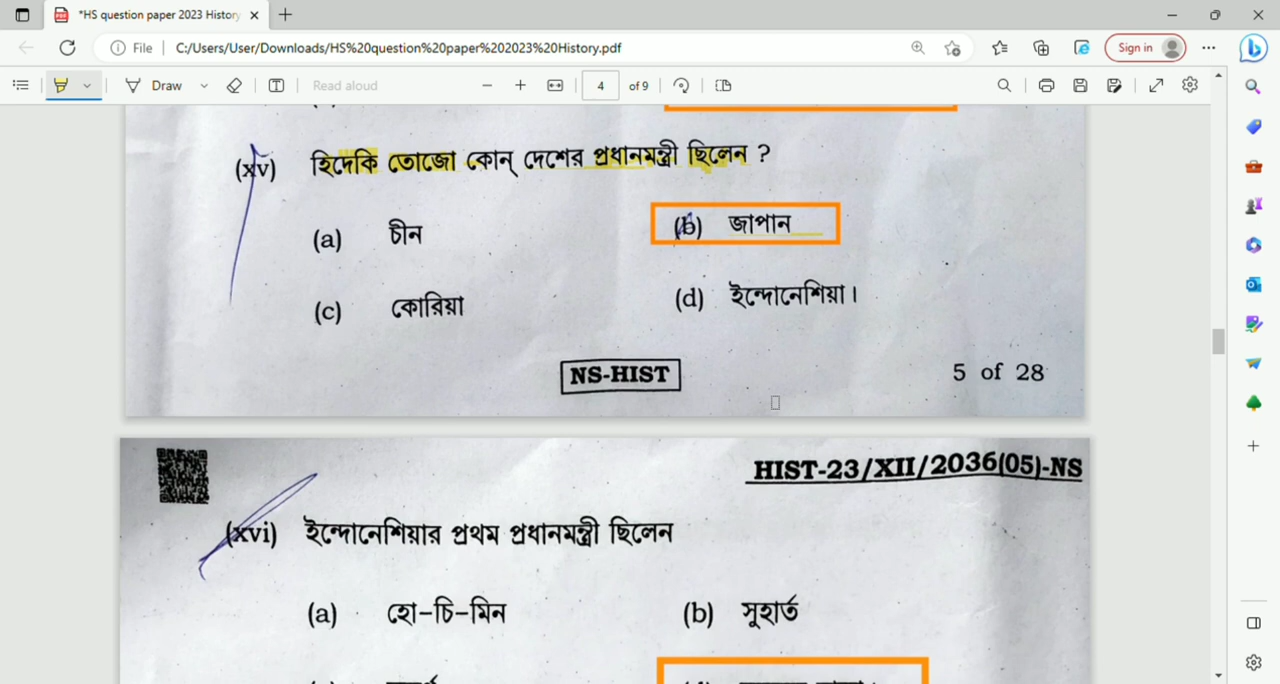 *HS question paper 2023 History
File C:/Users/User/Downloads/HS%20question%20paper%202023%20History.pdf Sign in
Draw Read aloud 4 of 9
(xv) হিদেকি তোজো কোন্ দেশের প্রধানমন্ত্রী ছিলেন ?
(a) চীন (b) জাপান
(c) কোরিয়া (d) ইন্দোনেশিয়া।
NS-HIST 5 of 28
HIST-23/XII/2036(05)-NS
(xvi) ইন্দোনেশিয়ার প্রথম প্রধানমন্ত্রী ছিলেন
(a) হো-চি-মিন (b) সুহার্ত